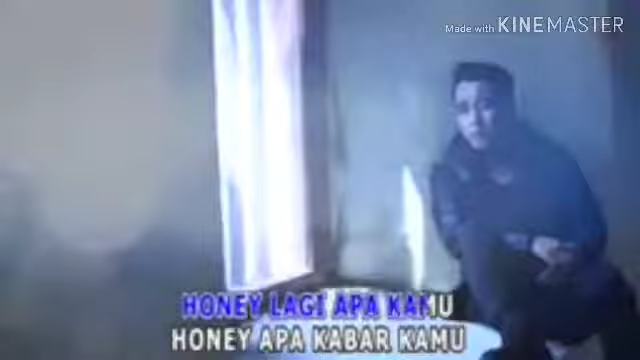 Made with KINEMASTER
HONEY LAGI APA KAMU
HONEY APA KABAR KAMU